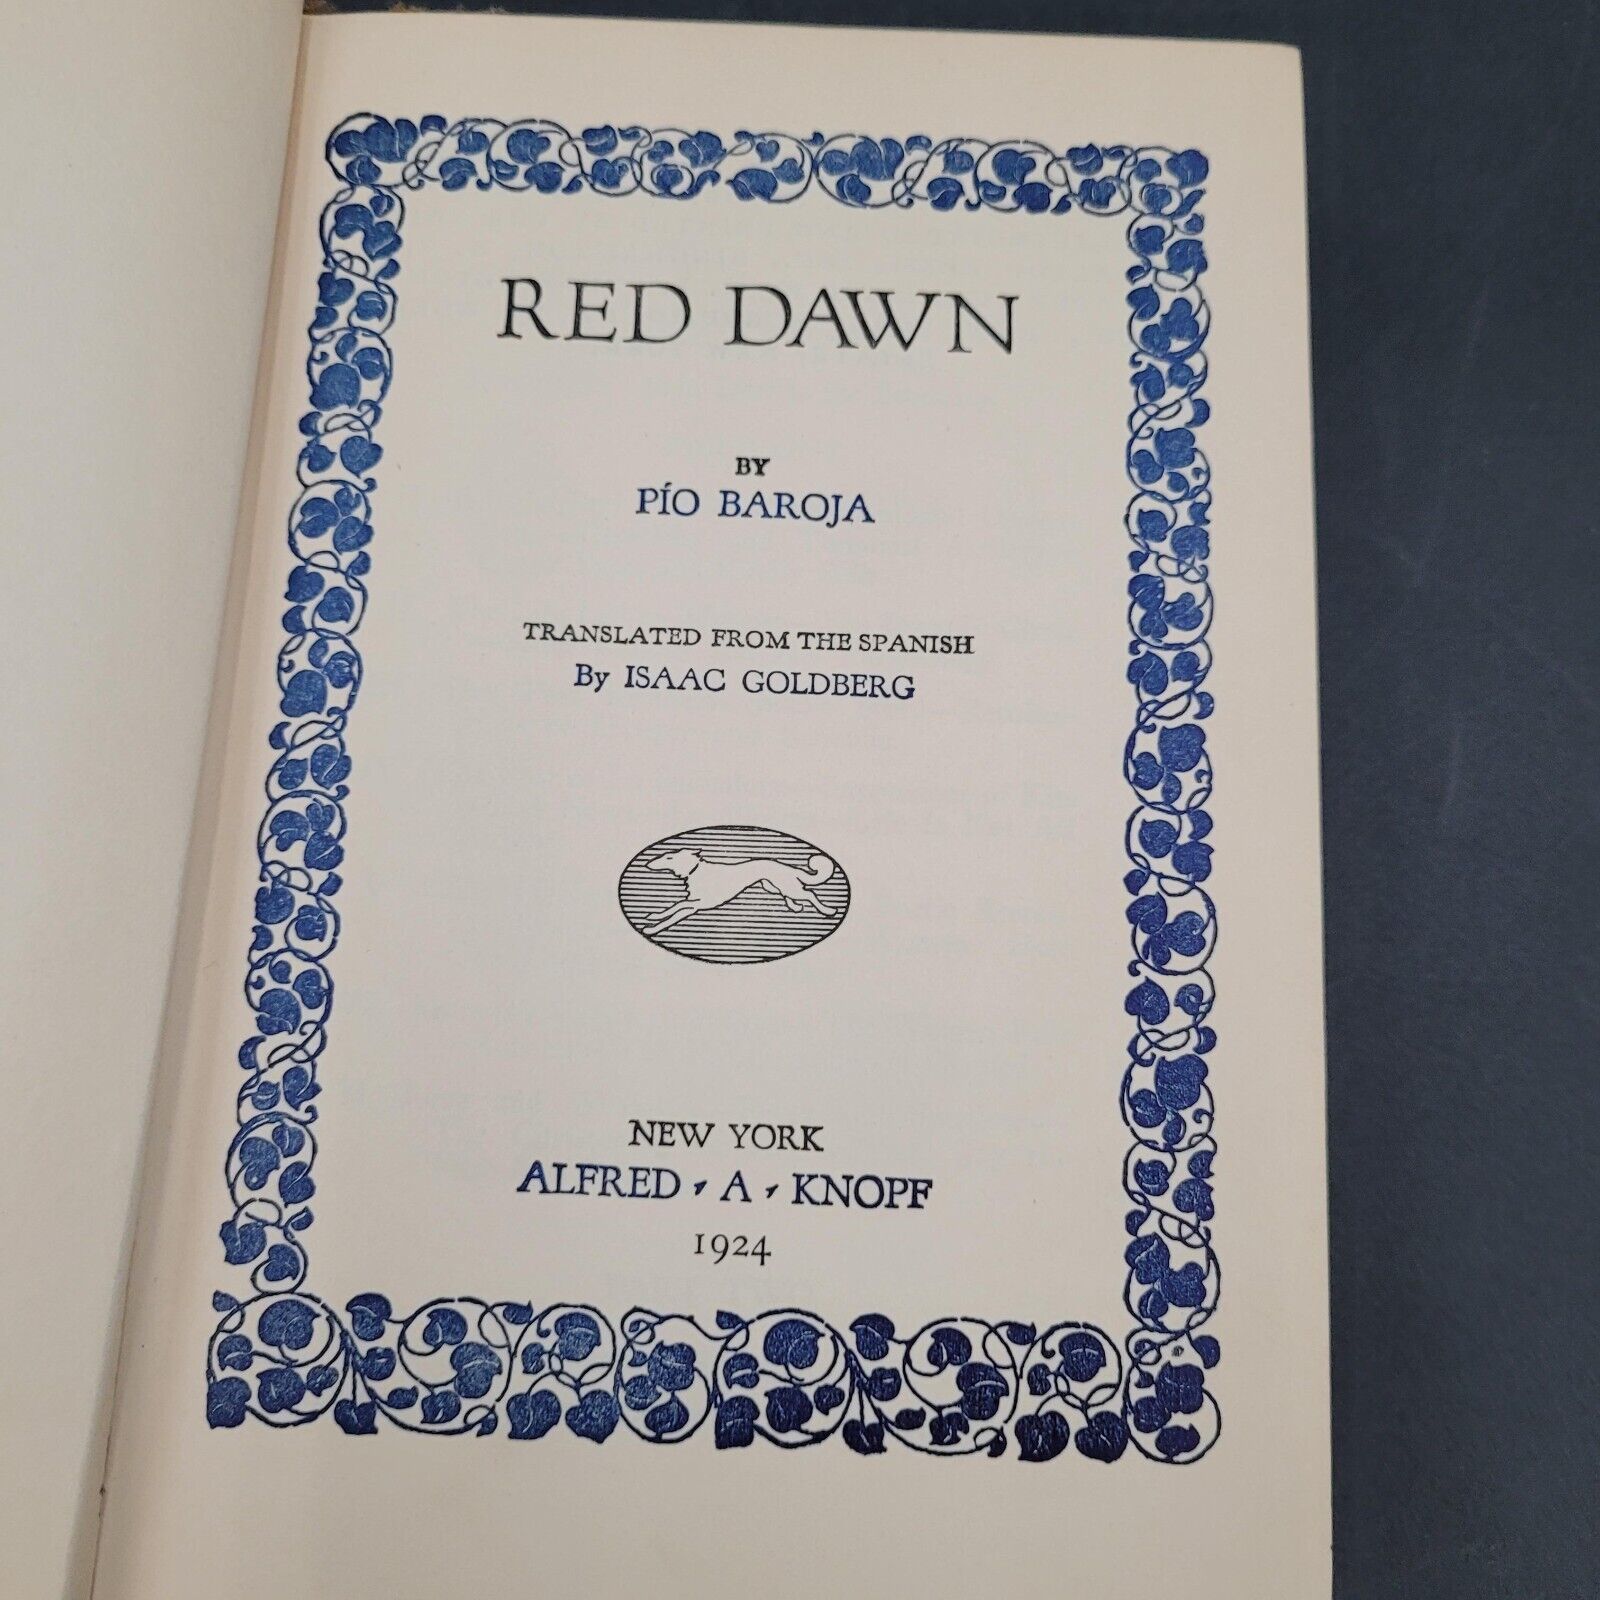 RED DAWN
BY
PÍO BAROJA
TRANSLATED FROM THE SPANISH
By ISAAC GOLDBERG
NEW YORK
ALFRED · A · KNOPF
1924